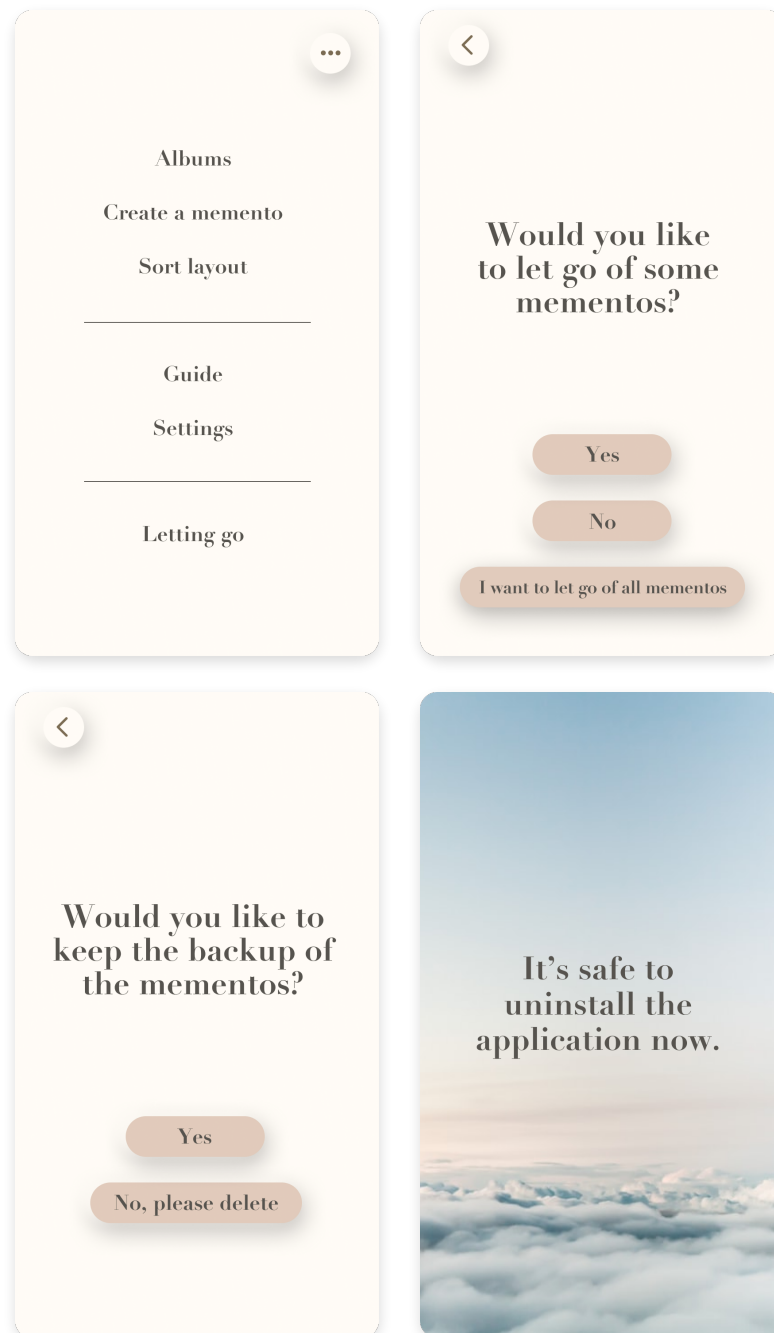 Albums
Create a memento
Sort layout
Guide
Settings
Letting go
Would you like
to let go of some
mementos?
Yes
No
I want to let go of all mementos
Would you like to
keep the backup of
the mementos?
Yes
No, please delete
It’s safe to
uninstall the
application now.